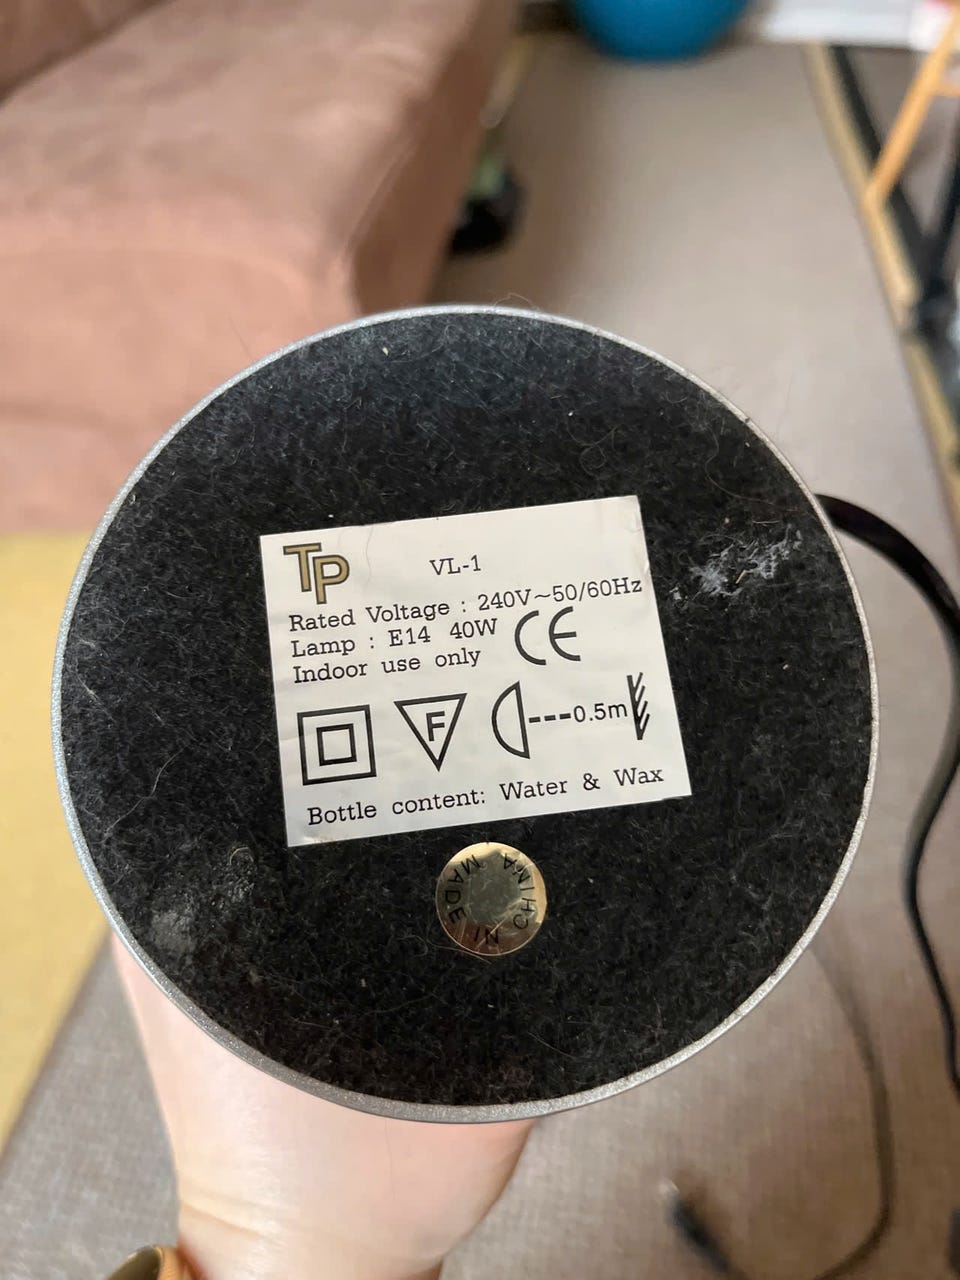 TP
VL-1
Rated Voltage : 240V~50/60Hz
Lamp : E14 40W
CE
Indoor use only
F
0.5m
Bottle content: Water & Wax
MADE IN CHINA